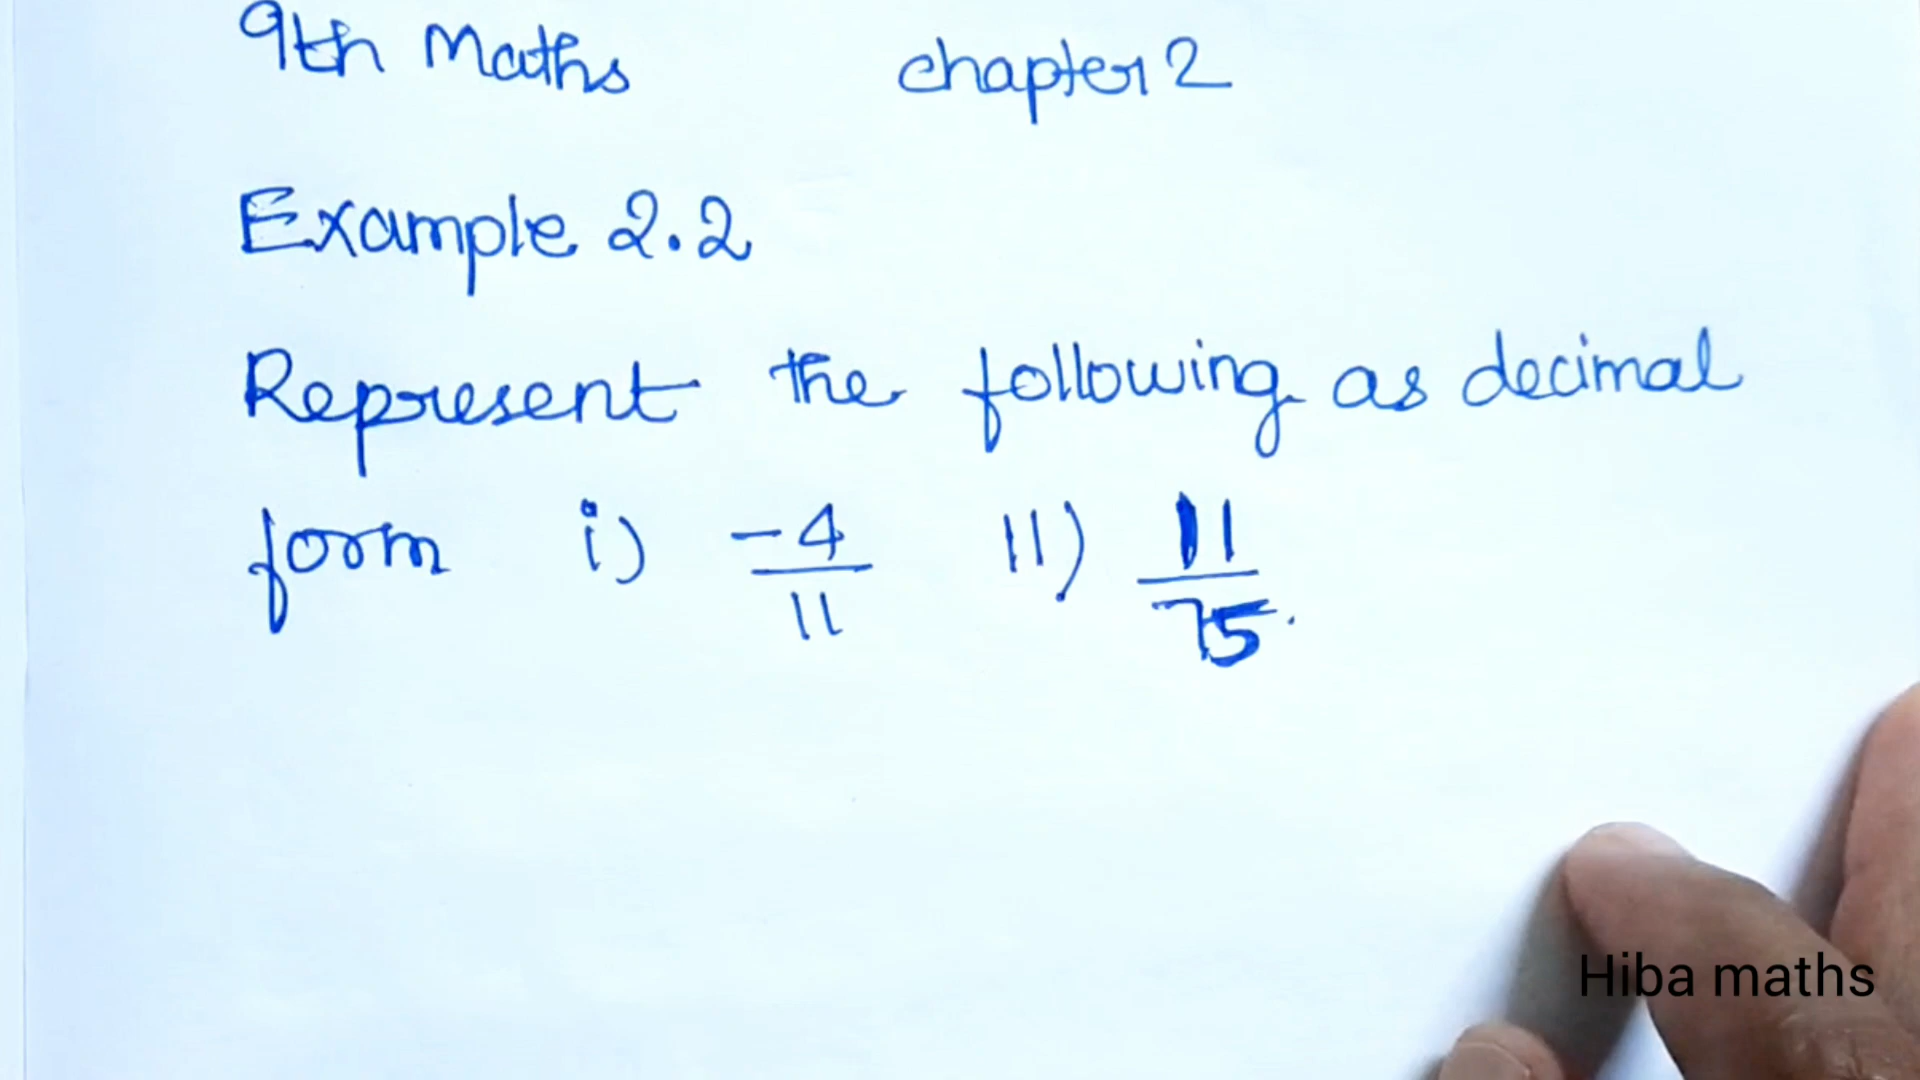 9th Maths chapter 2
Example 2.2
Represent the following as decimal
form i) -4/11 11) 11/75.
Hiba maths